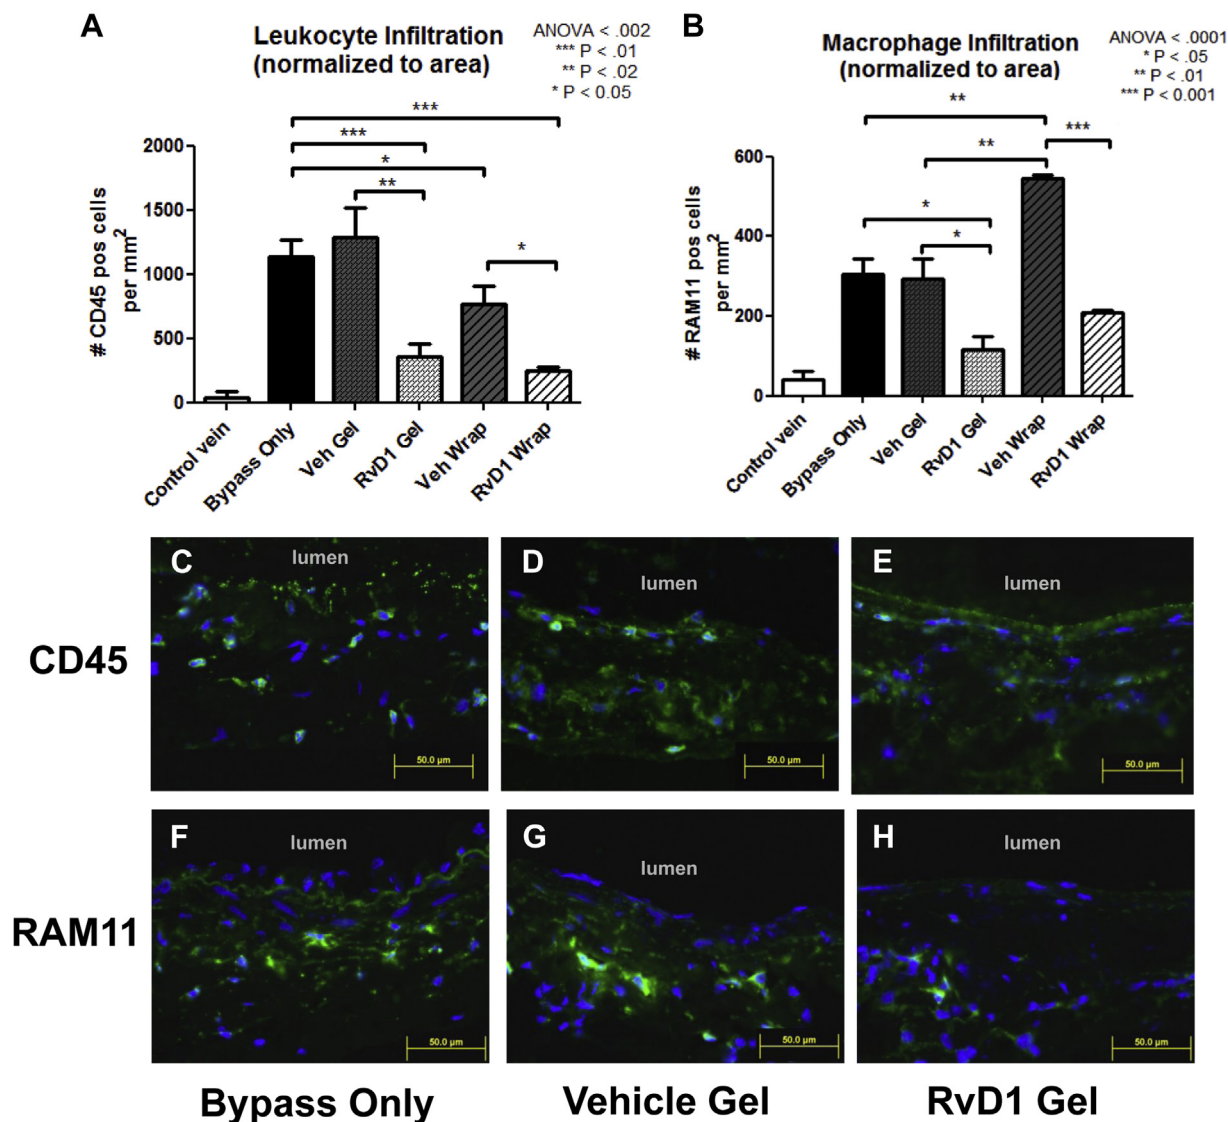 A
Leukocyte Infiltration
(normalized to area)
ANOVA < .002
*** P < .01
** P < .02
* P < 0.05
***
***
*
**
*
# CD45 pos cells
per mm²
2000
1500
1000
500
0
Control vein
Bypass Only
Veh Gel
RvD1 Gel
Veh Wrap
RvD1 Wrap
B
Macrophage Infiltration
(normalized to area)
ANOVA < .0001
* P < .05
** P < .01
*** P < 0.001
**
***
**
*
*
# RAM11 pos cells
per mm²
600
400
200
0
Control vein
Bypass Only
Veh Gel
RvD1 Gel
Veh Wrap
RvD1 Wrap
CD45
C
lumen
50.0 µm
D
lumen
50.0 µm
E
lumen
50.0 µm
RAM11
F
lumen
50.0 µm
G
lumen
50.0 µm
H
lumen
50.0 µm
Bypass Only
Vehicle Gel
RvD1 Gel